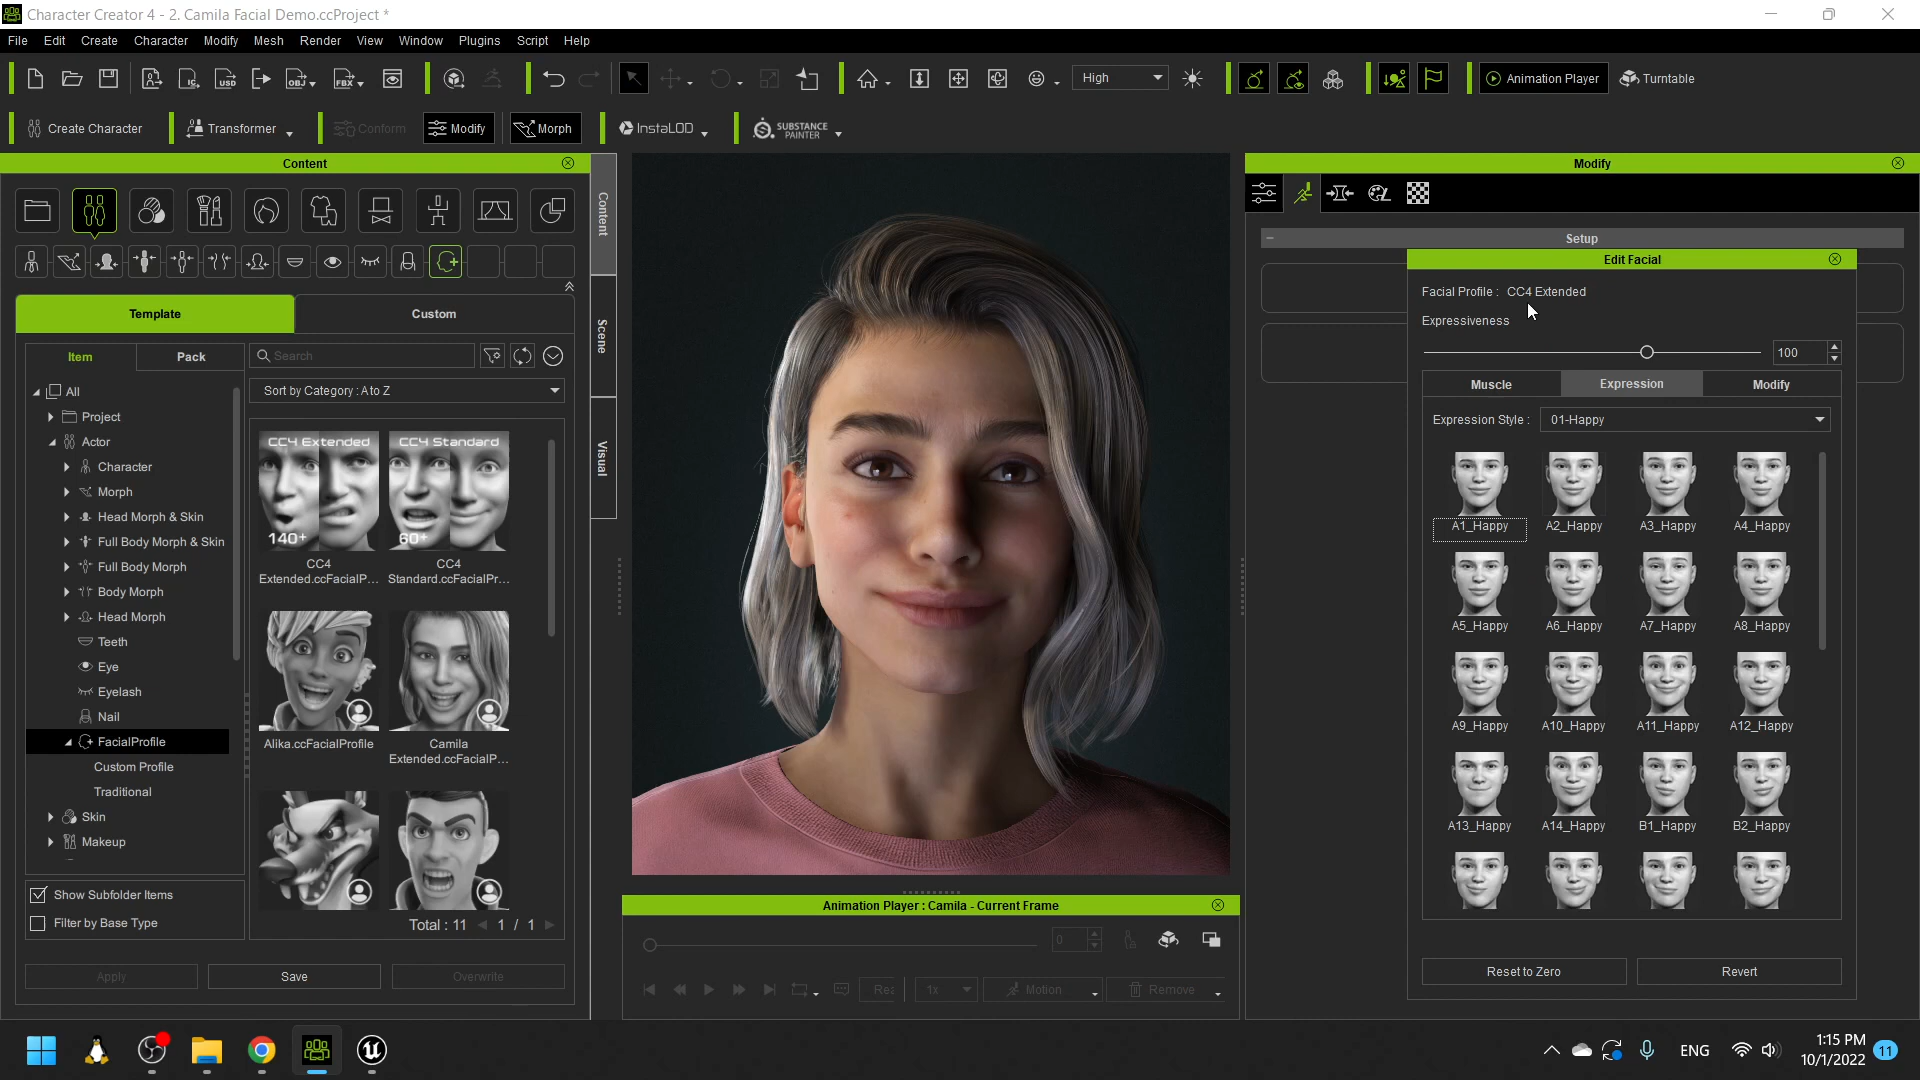 Character Creator 4 - 2. Camila Facial Demo.ccProject *
File Edit Create Character Modify Mesh Render View Window Plugins Script Help
IC USD OBJ FBX High Animation Player Turntable
Create Character Transformer Conform Modify Morph InstaLOD SUBSTANCE PAINTER
Content
Template Custom
Item Pack Search
Sort by Category : A to Z
All
Project
Actor
Character
Morph
Head Morph & Skin
Full Body Morph & Skin
Full Body Morph
Body Morph
Head Morph
Teeth
Eye
Eyelash
Nail
FacialProfile
Custom Profile
Traditional
Skin
Makeup
Show Subfolder Items
Filter by Base Type
CC4 Extended CC4 Standard
140+ 60+
CC4 Extended.ccFacialP...
CC4 Standard.ccFacialPr...
Alika.ccFacialProfile
Camila Extended.ccFacialP...
Total : 11 1 / 1
Apply Save Overwrite
Content
Scene
Visual
Animation Player : Camila - Current Frame
0
Rea 1x Motion Remove
Modify
Setup
Edit Facial
Facial Profile : CC4 Extended
Expressiveness
100
Muscle Expression Modify
Expression Style : 01-Happy
A1_Happy A2_Happy A3_Happy A4_Happy
A5_Happy A6_Happy A7_Happy A8_Happy
A9_Happy A10_Happy A11_Happy A12_Happy
A13_Happy A14_Happy B1_Happy B2_Happy
Reset to Zero Revert
ENG 1:15 PM
10/1/2022 11